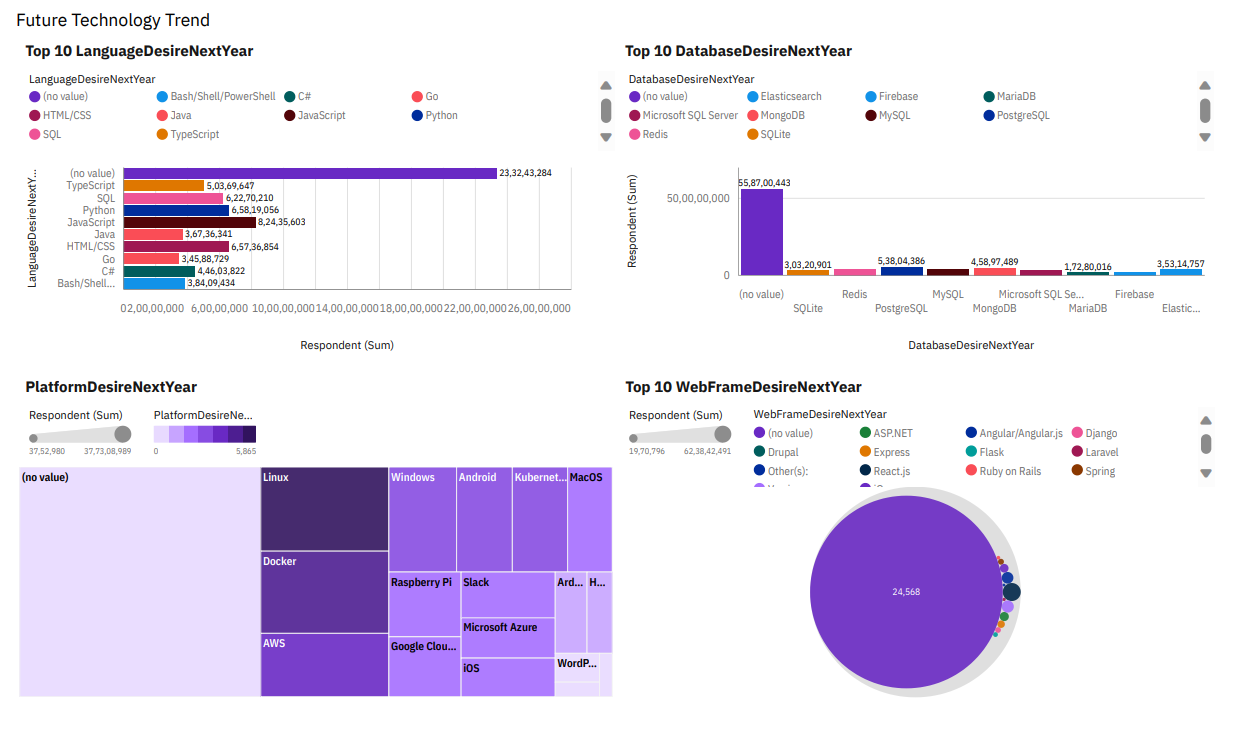 Future Technology Trend
Top 10 LanguageDesireNextYear
LanguageDesireNextYear
(no value) Bash/Shell/PowerShell C# Go
HTML/CSS Java JavaScript Python
SQL TypeScript
LanguageDesireNextY...
(no value) 23,32,43,284
TypeScript 5,03,69,647
SQL 6,22,70,210
Python 6,58,19,056
JavaScript 8,24,35,603
Java 3,67,36,341
HTML/CSS 6,57,36,854
Go 3,45,88,729
C# 4,46,03,822
Bash/Shell... 3,84,09,434
02,00,00,000 6,00,00,000 10,00,00,000 14,00,00,000 18,00,00,000 22,00,00,000 26,00,00,000
Respondent (Sum)
Top 10 DatabaseDesireNextYear
DatabaseDesireNextYear
(no value) Elasticsearch Firebase MariaDB
Microsoft SQL Server MongoDB MySQL PostgreSQL
Redis SQLite
Respondent (Sum)
50,00,00,000
0
55,87,00,443
3,03,20,901 5,38,04,386 4,58,97,489 1,72,80,016 3,53,14,757
(no value) Redis MySQL Microsoft SQL Se... Firebase
SQLite PostgreSQL MongoDB MariaDB Elastic...
DatabaseDesireNextYear
PlatformDesireNextYear
Respondent (Sum) PlatformDesireNe...
37,52,980 37,73,08,989 0 5,865
(no value) Linux Windows Android Kubernet... MacOS
Docker
Raspberry Pi Slack Ard... H...
Microsoft Azure
AWS Google Clou...
WordP...
iOS
Top 10 WebFrameDesireNextYear
Respondent (Sum) WebFrameDesireNextYear
19,70,796 62,38,42,491
(no value) ASP.NET Angular/Angular.js Django
Drupal Express Flask Laravel
Other(s): React.js Ruby on Rails Spring
24,568